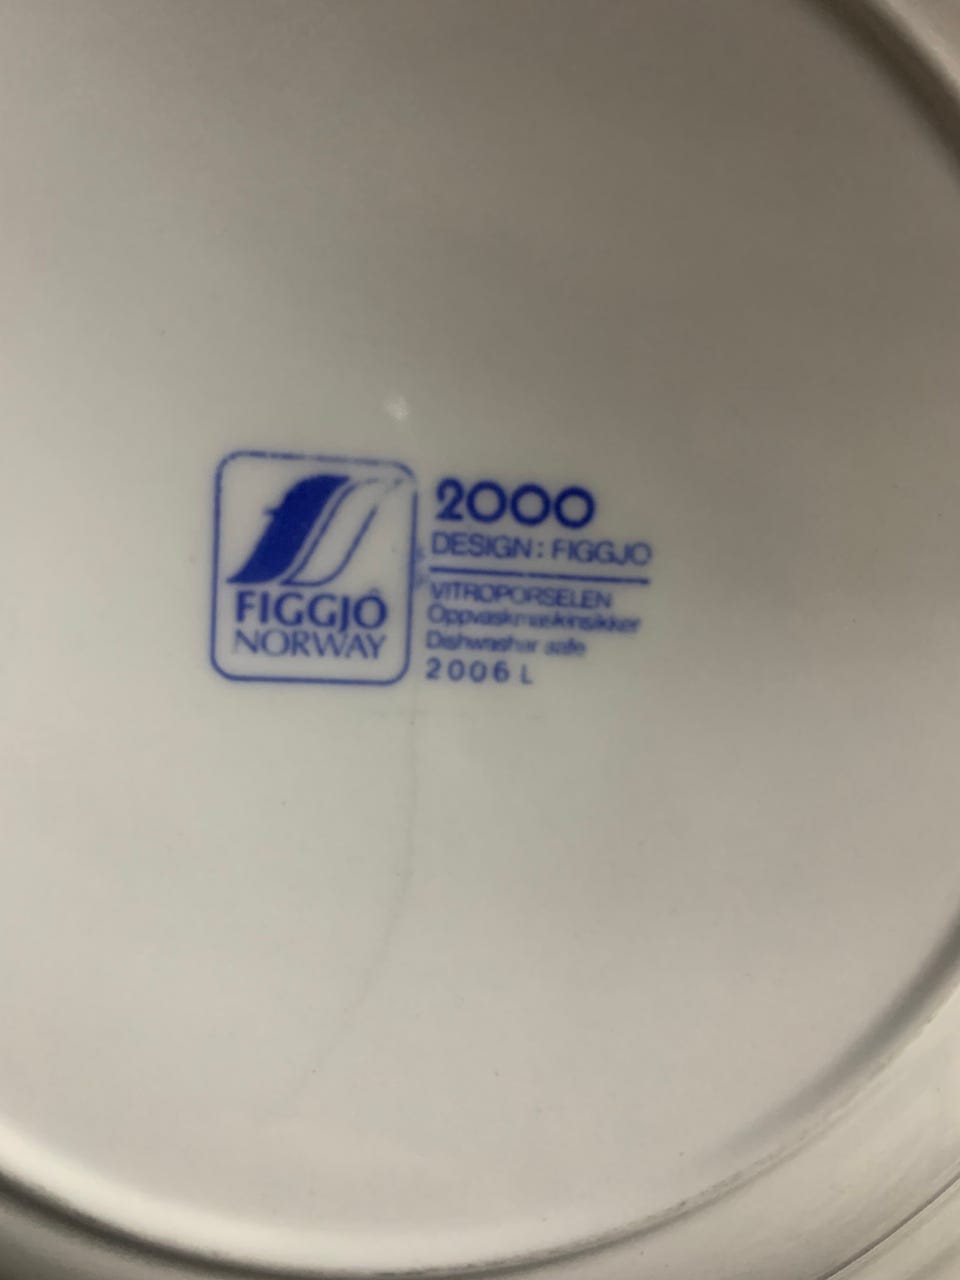 FIGGJO
NORWAY
2000
DESIGN: FIGGJO
VITROPORSELEN
Oppvaskmaskinsikker
Dishwasher safe
2006 L